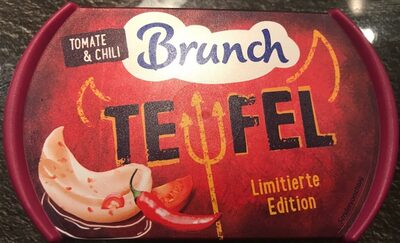 TOMATE
& CHILI
Brunch
TEUFEL
Limitierte
Edition